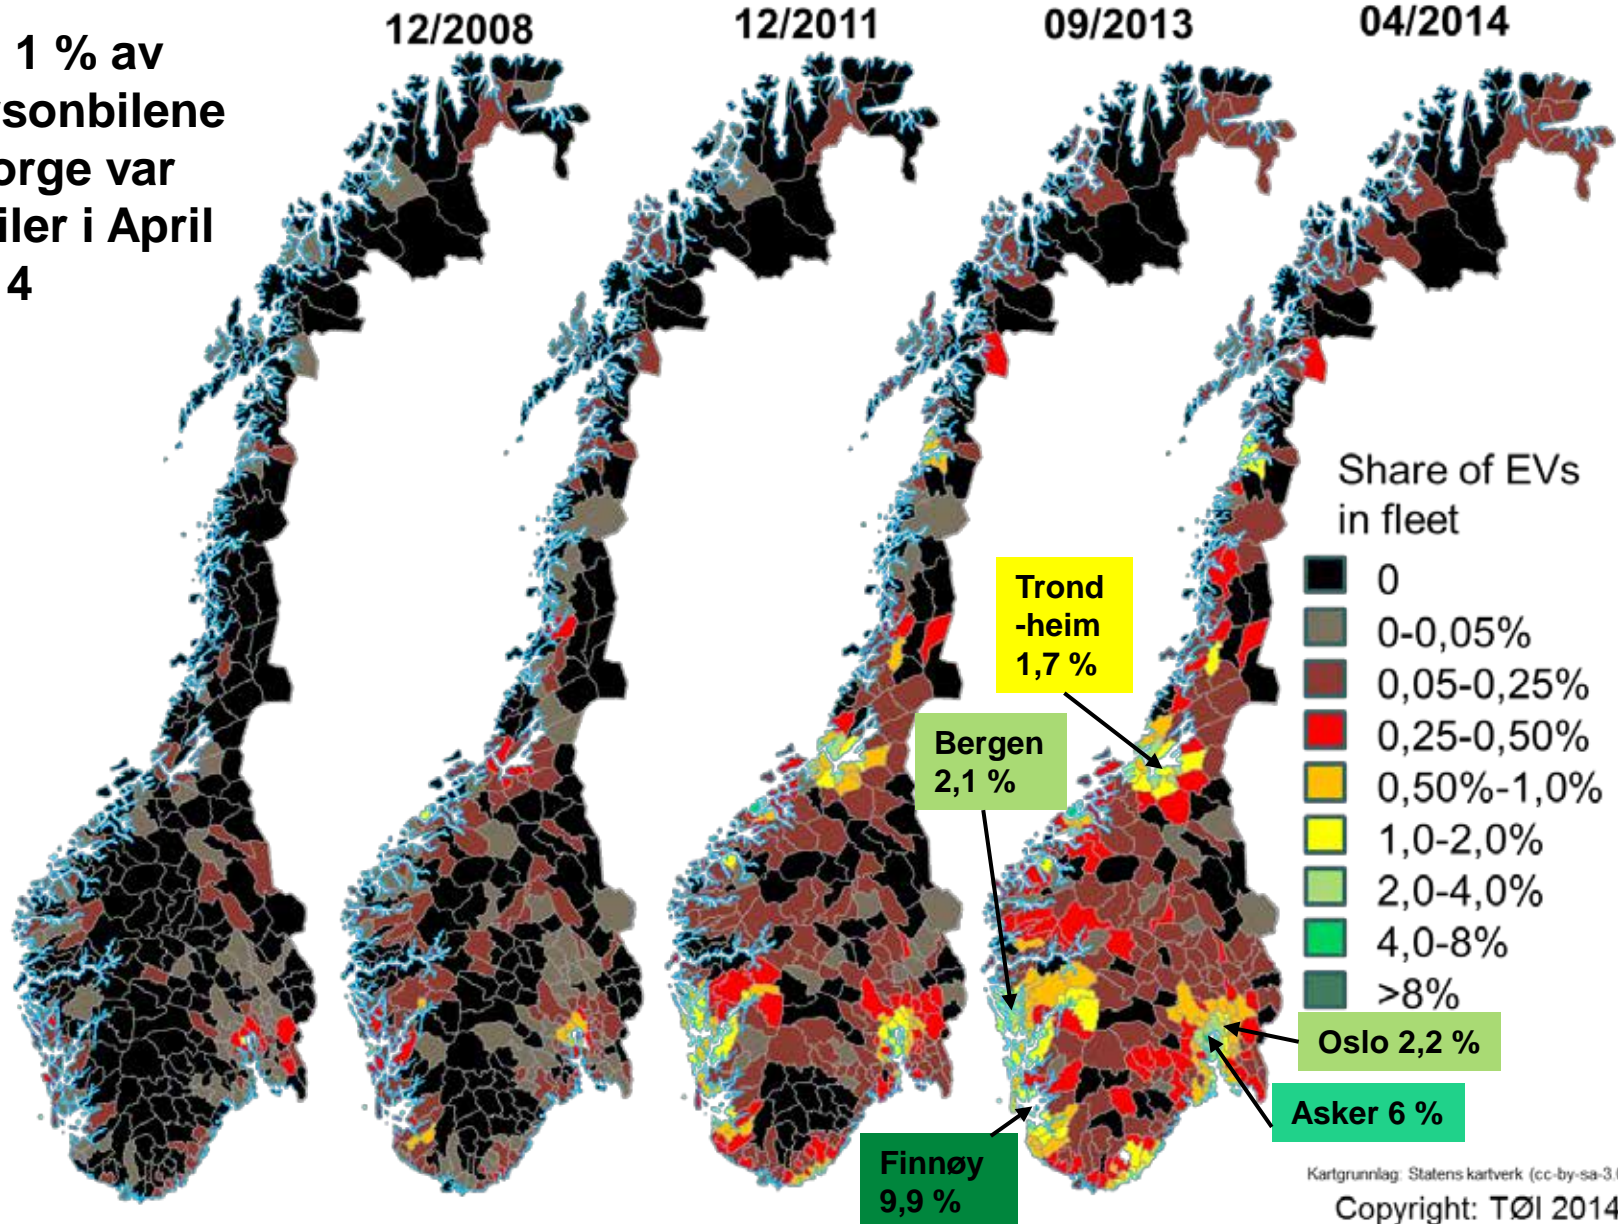 1 % av
sonbilene
orge var
iler i April
4
12/2008
12/2011
09/2013
04/2014
Share of EVs
in fleet
0
0-0,05%
0,05-0,25%
0,25-0,50%
0,50%-1,0%
1,0-2,0%
2,0-4,0%
4,0-8%
>8%
Trond
-heim
1,7 %
Bergen
2,1 %
Oslo 2,2 %
Asker 6 %
Finnøy
9,9 %
Kartgrunnlag: Statens kartverk (cc-by-sa-3.0
Copyright: TØI 2014